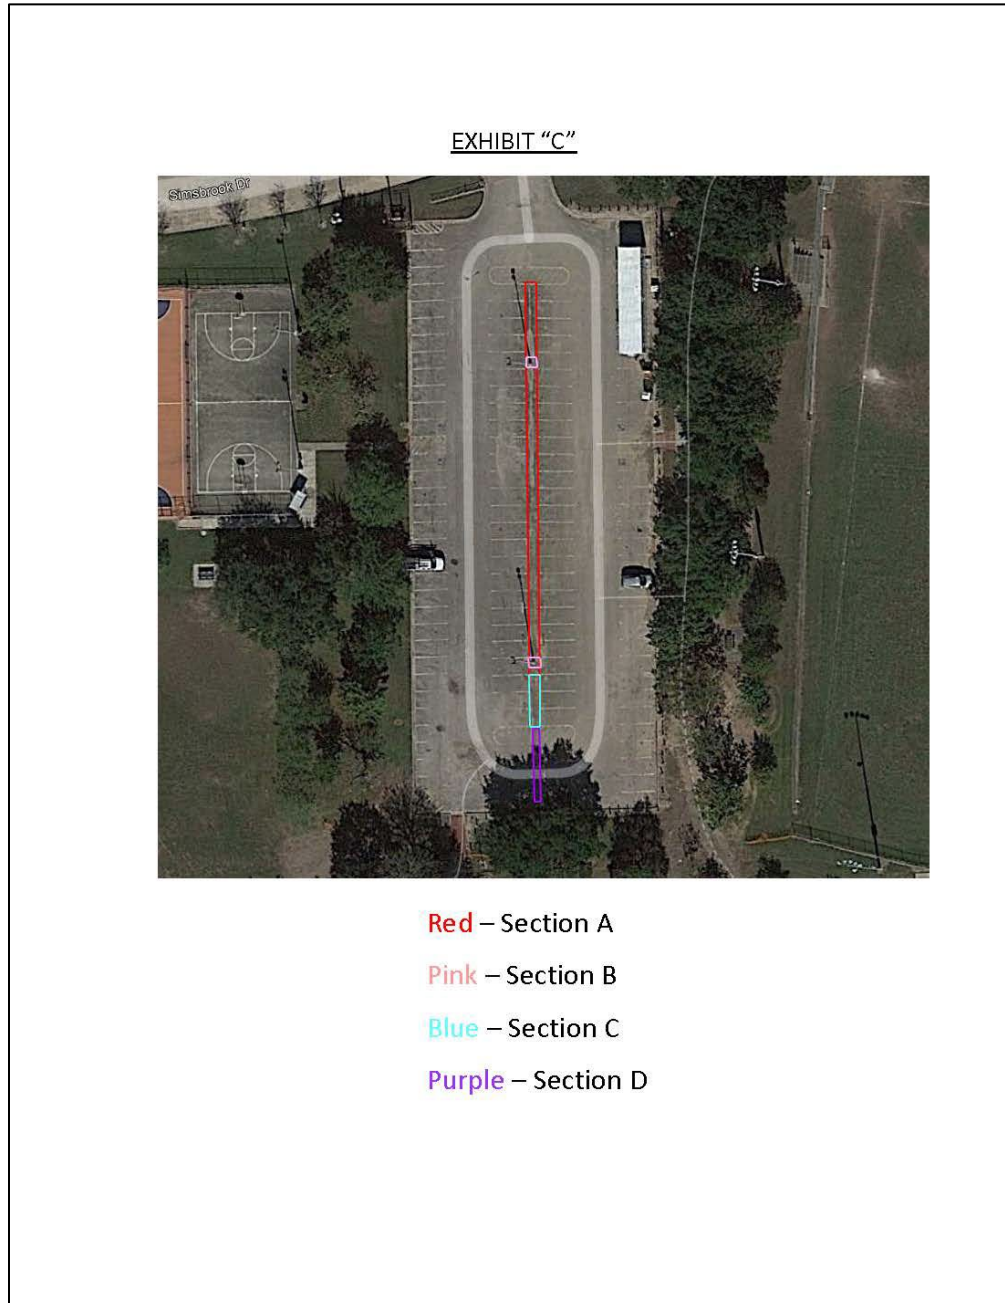 EXHIBIT “C”
Simsbrook Dr
Red – Section A
Pink – Section B
Blue – Section C
Purple – Section D